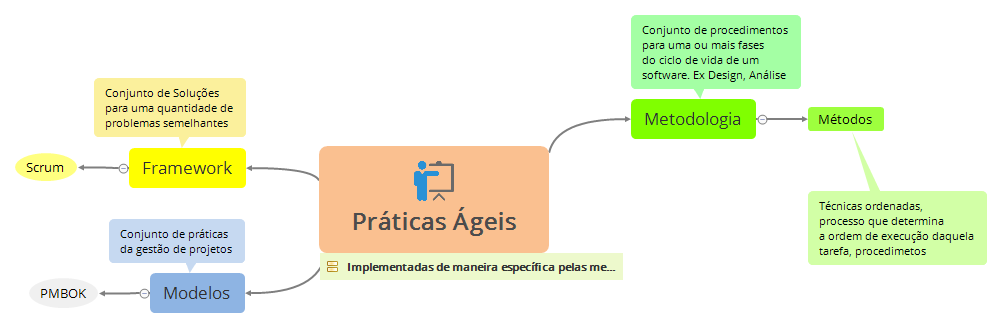 Conjunto de procedimentos
para uma ou mais fases
do ciclo de vida de um
software. Ex Design, Análise
Metodologia
Métodos
Técnicas ordenadas,
processo que determina
a ordem de execução daquela
tarefa, procedimetos
Conjunto de Soluções
para uma quantidade de
problemas semelhantes
Framework
Scrum
Práticas Ágeis
Implementadas de maneira específica pelas me...
Conjunto de práticas
da gestão de projetos
Modelos
PMBOK